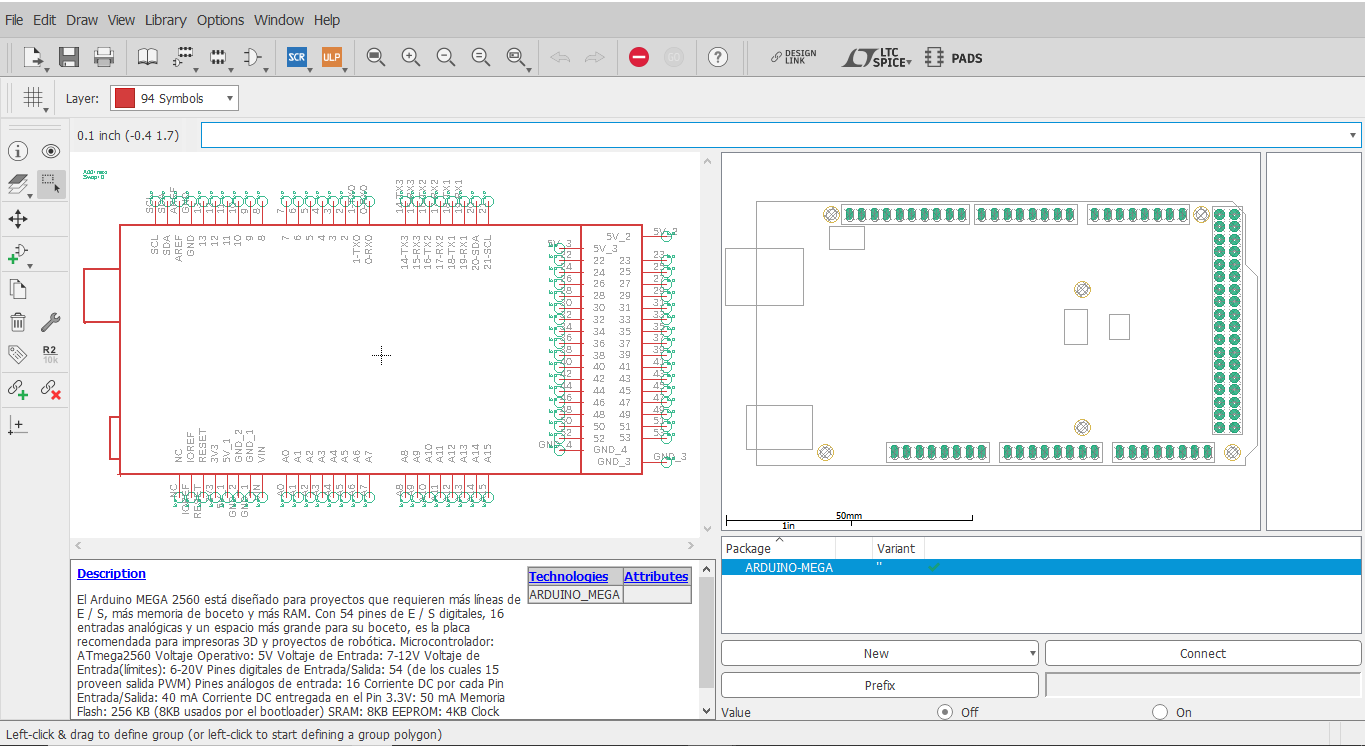 File Edit Draw View Library Options Window Help
SCR ULP DESIGN LINK LTC SPICE PADS
Layer: 94 Symbols
0.1 inch (-0.4 1.7)
SCL SDA AREF GND 13 12 11 10 9 8 7 6 5 4 3 2 1-TX0 0-RX0 14-TX3 15-RX3 16-TX2 17-RX2 18-TX1 19-RX1 20-SDA 21-SCL
5V_2 5V_2
5V_3 5V_3
22 23
24 25
26 27
28 29
30 31
32 33
34 35
36 37
38 39
40 41
42 43
44 45
46 47
48 49
50 51
52 53
GND_4 GND_4
GND_3 GND_3
NC IOREF RESET 3V3 5V_1 GND_2 GND_1 VIN A0 A1 A2 A3 A4 A5 A6 A7 A8 A9 A10 A11 A12 A13 A14 A15
50mm
1in
Description
Technologies Attributes
ARDUINO_MEGA
El Arduino MEGA 2560 está diseñado para proyectos que requieren más líneas de
E / S, más memoria de boceto y más RAM. Con 54 pines de E / S digitales, 16
entradas analógicas y un espacio más grande para su boceto, es la placa
recomendada para impresoras 3D y proyectos de robótica. Microcontrolador:
ATmega2560 Voltaje Operativo: 5V Voltaje de Entrada: 7-12V Voltaje de
Entrada(límites): 6-20V Pines digitales de Entrada/Salida: 54 (de los cuales 15
proveen salida PWM) Pines análogos de entrada: 16 Corriente DC por cada Pin
Entrada/Salida: 40 mA Corriente DC entregada en el Pin 3.3V: 50 mA Memoria
Flash: 256 KB (8KB usados por el bootloader) SRAM: 8KB EEPROM: 4KB Clock
Package Variant
ARDUINO-MEGA ''
New Connect
Prefix
Value Off On
R2
10k
Left-click & drag to define group (or left-click to start defining a group polygon)